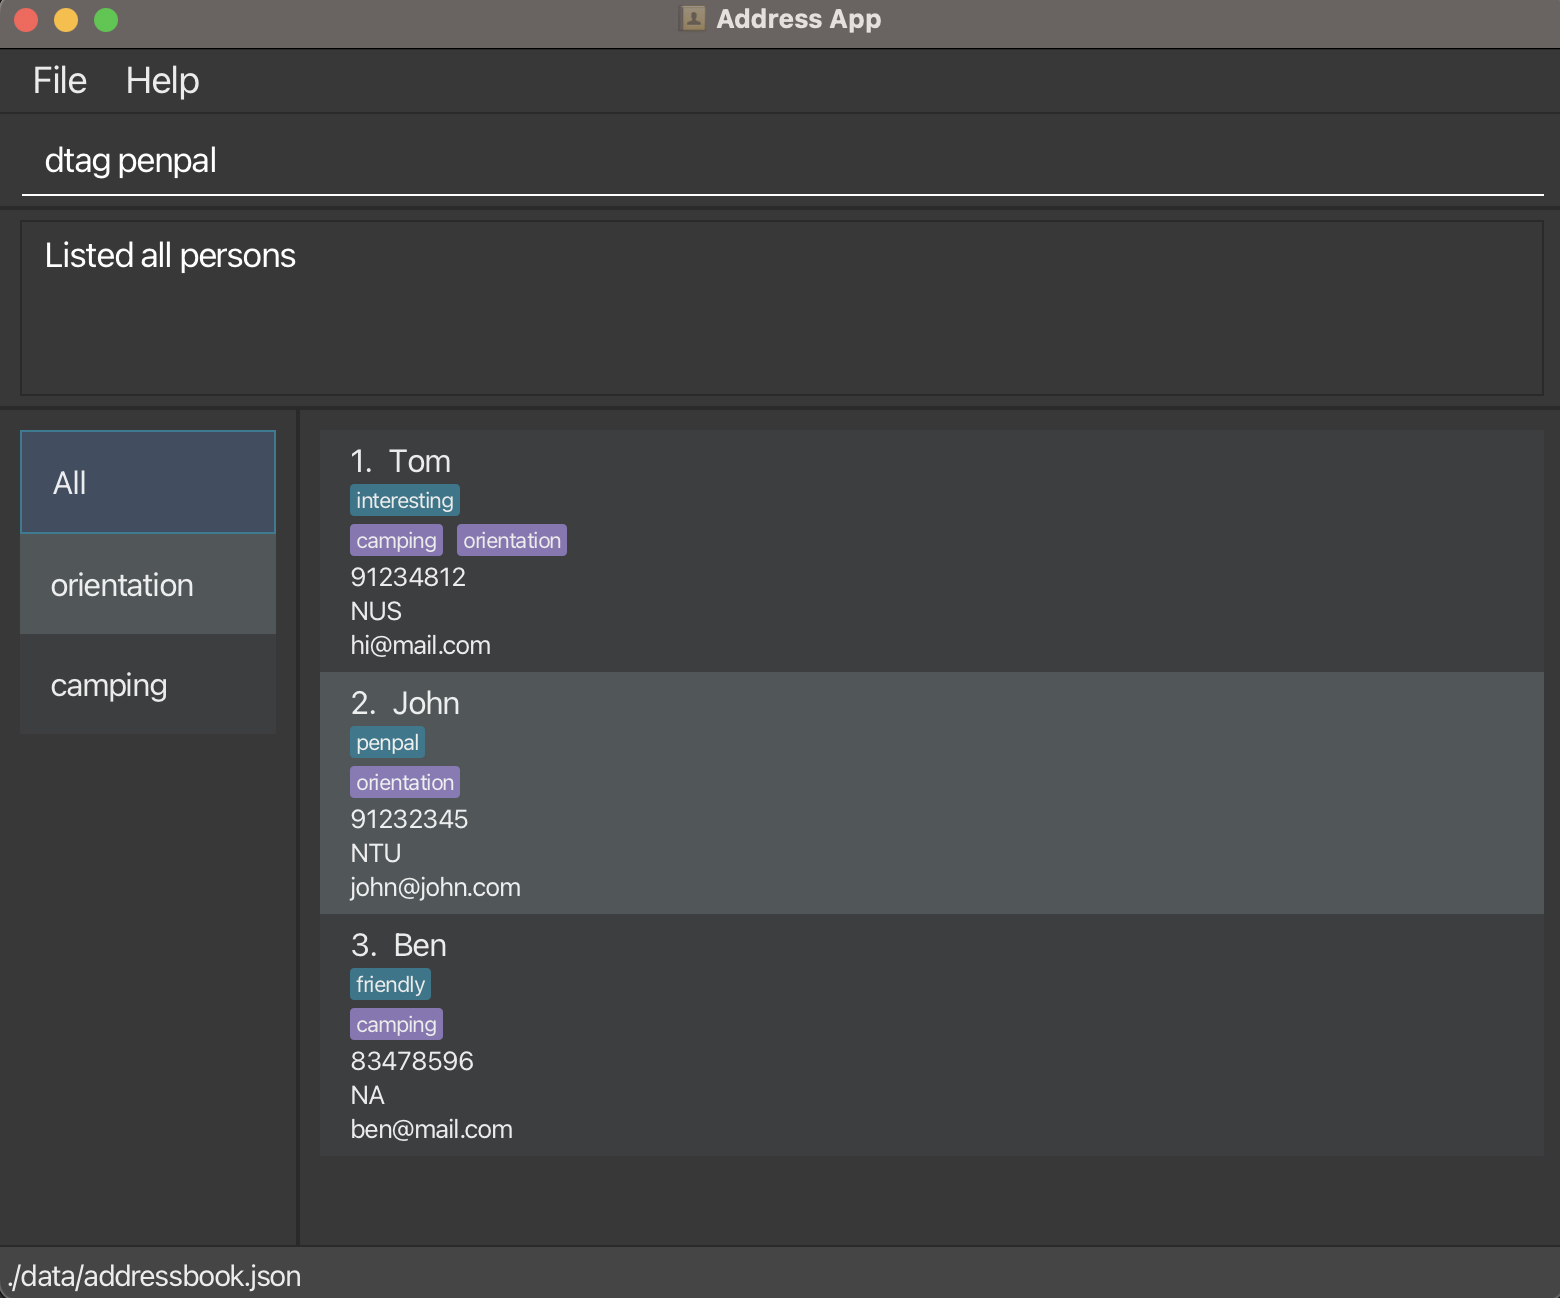 Address App
File Help
dtag penpal
Listed all persons
All
orientation
camping
1. Tom
interesting
camping orientation
91234812
NUS
hi@mail.com
2. John
penpal
orientation
91232345
NTU
john@john.com
3. Ben
friendly
camping
83478596
NA
ben@mail.com
./data/addressbook.json